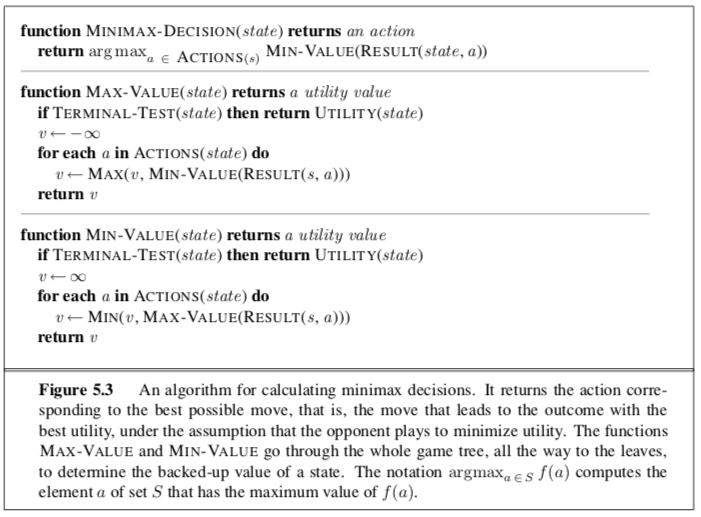 function MINIMAX-DECISION(state) returns an action
return arg max a ∈ ACTIONS(s) MIN-VALUE(RESULT(state, a))
function MAX-VALUE(state) returns a utility value
if TERMINAL-TEST(state) then return UTILITY(state)
v ← −∞
for each a in ACTIONS(state) do
v ← MAX(v, MIN-VALUE(RESULT(s, a)))
return v
function MIN-VALUE(state) returns a utility value
if TERMINAL-TEST(state) then return UTILITY(state)
v ← ∞
for each a in ACTIONS(state) do
v ← MIN(v, MAX-VALUE(RESULT(s, a)))
return v
Figure 5.3 An algorithm for calculating minimax decisions. It returns the action corre-
sponding to the best possible move, that is, the move that leads to the outcome with the
best utility, under the assumption that the opponent plays to minimize utility. The functions
MAX-VALUE and MIN-VALUE go through the whole game tree, all the way to the leaves,
to determine the backed-up value of a state. The notation argmax a ∈ S f(a) computes the
element a of set S that has the maximum value of f(a).